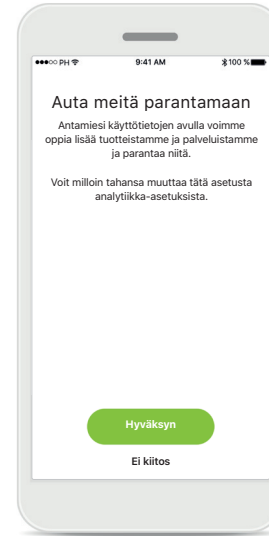 ●●●○○ PH 9:41 AM 100 %
Auta meitä parantamaan
Antamiesi käyttötietojen avulla voimme
oppia lisää tuotteistamme ja palveluistamme
ja parantaa niitä.
Voit milloin tahansa muuttaa tätä asetusta
analytiikka-asetuksista.
Hyväksyn
Ei kiitos